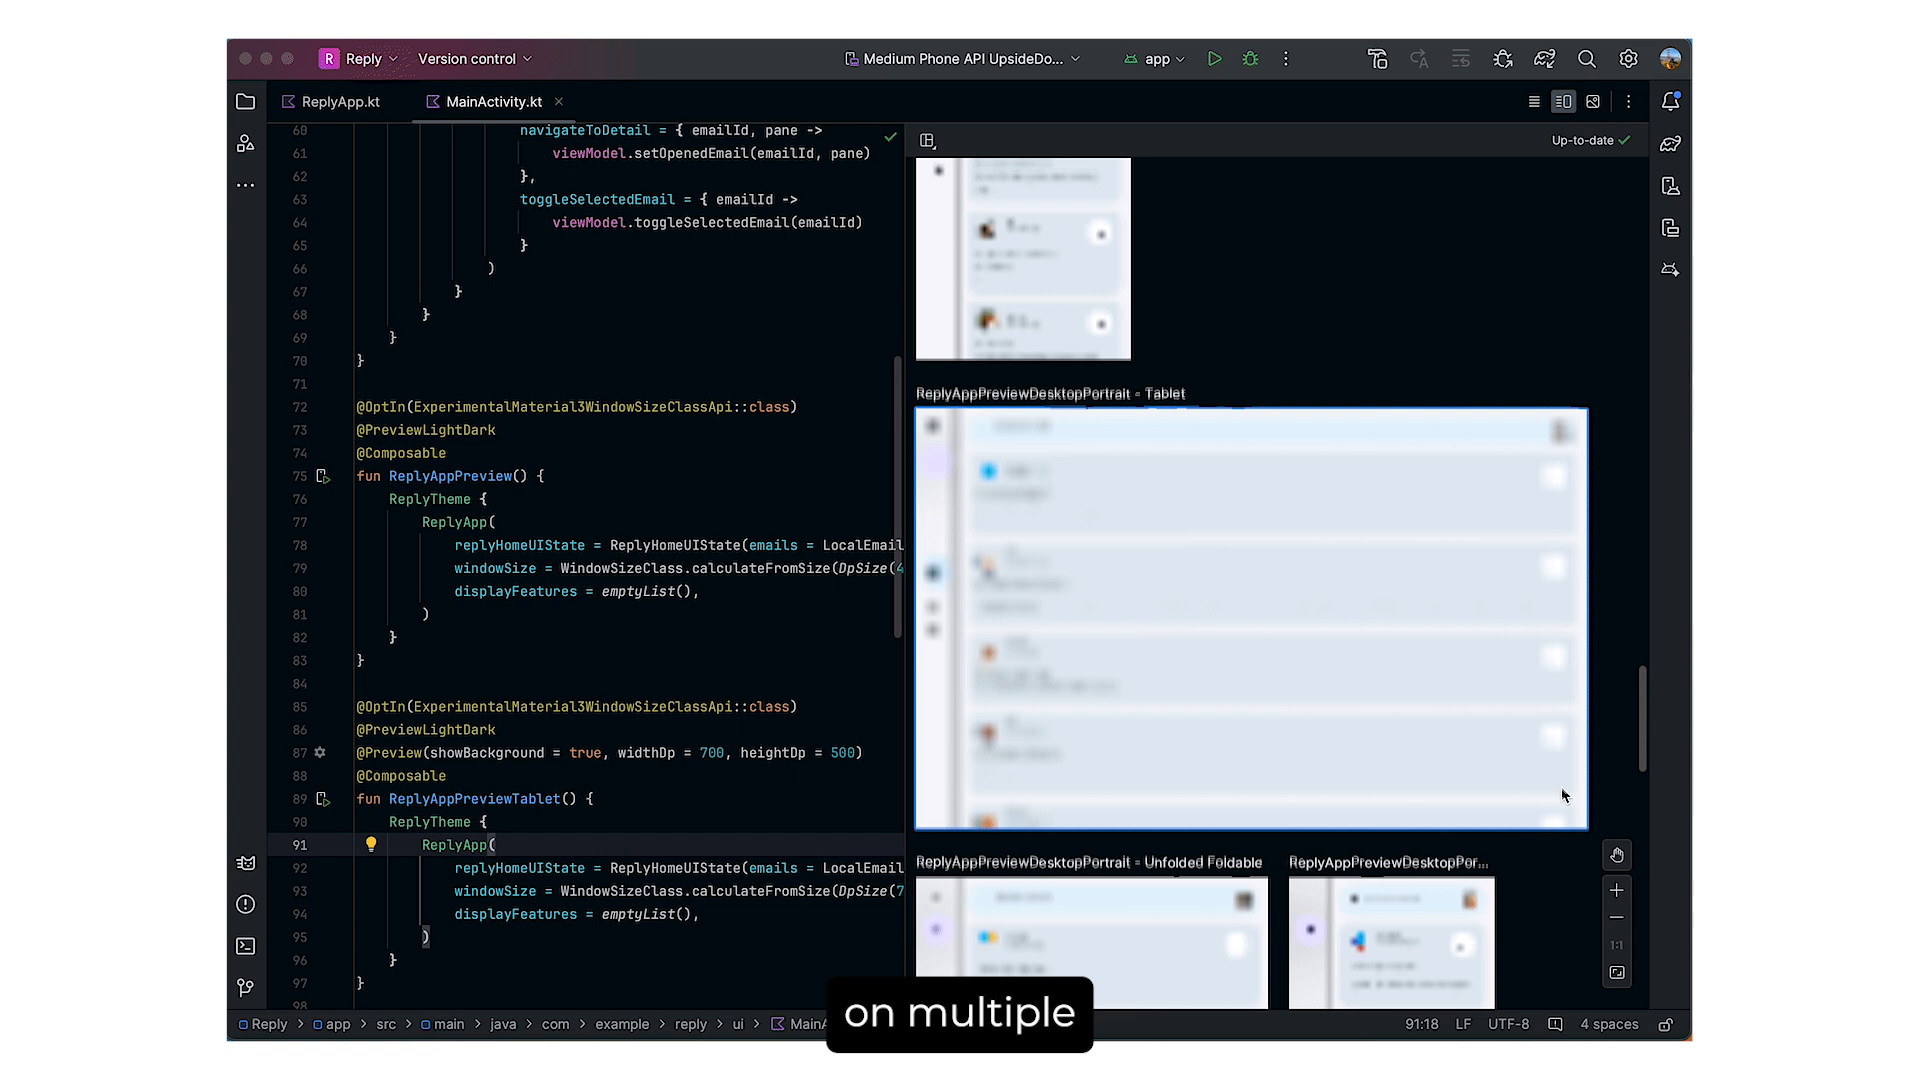 R Reply
Version control
Medium Phone API UpsideDo...
app
ReplyApp.kt
MainActivity.kt
Up-to-date
60 navigateToDetail = { emailId, pane ->
61 viewModel.setOpenedEmail(emailId, pane)
62 },
63 toggleSelectedEmail = { emailId ->
64 viewModel.toggleSelectedEmail(emailId)
65 }
66 )
67 }
68 }
69 }
70 }
71
72 @OptIn(ExperimentalMaterial3WindowSizeClassApi::class)
73 @PreviewLightDark
74 @Composable
75 fun ReplyAppPreview() {
76 ReplyTheme {
77 ReplyApp(
78 replyHomeUIState = ReplyHomeUIState(emails = LocalEmail
79 windowSize = WindowSizeClass.calculateFromSize(DpSize(4
80 displayFeatures = emptyList(),
81 )
82 }
83 }
84
85 @OptIn(ExperimentalMaterial3WindowSizeClassApi::class)
86 @PreviewLightDark
87 @Preview(showBackground = true, widthDp = 700, heightDp = 500)
88 @Composable
89 fun ReplyAppPreviewTablet() {
90 ReplyTheme {
91 ReplyApp(
92 replyHomeUIState = ReplyHomeUIState(emails = LocalEmail
93 windowSize = WindowSizeClass.calculateFromSize(DpSize(7
94 displayFeatures = emptyList(),
95 )
96 }
97 }
98
ReplyAppPreviewDesktopPortrait - Tablet
ReplyAppPreviewDesktopPortrait - Unfolded Foldable
ReplyAppPreviewDesktopPor...
1:1
Reply > app > src > main > java > com > example > reply > ui > MainA
91:18 LF UTF-8 4 spaces
on multiple